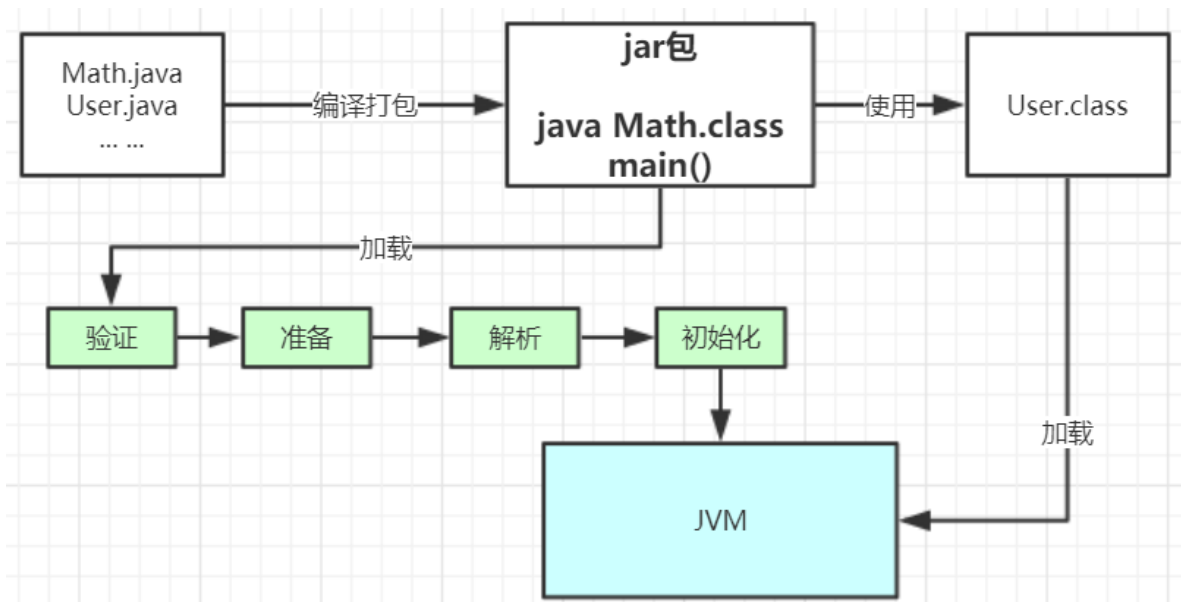 Math.java
User.java
... ...
编译打包
jar包
java Math.class
main()
使用
User.class
加载
验证
准备
解析
初始化
加载
JVM